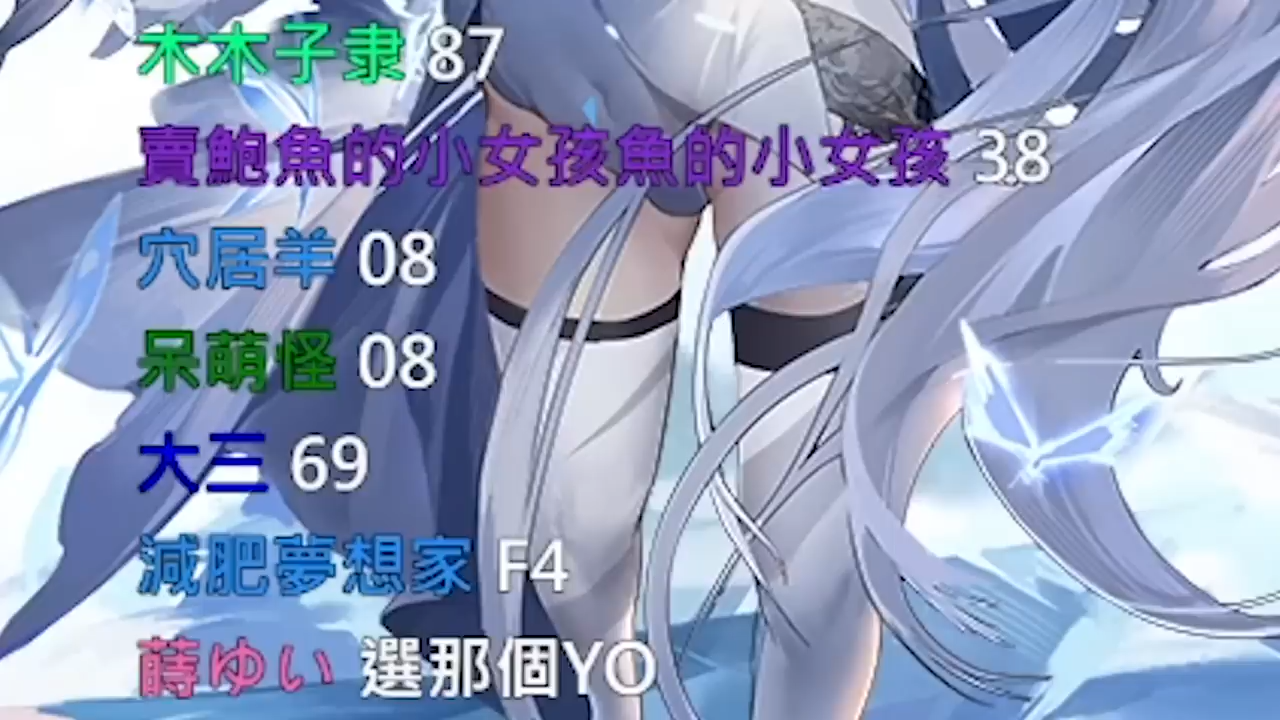 木木子隶 87
賣鮑魚的小女孩魚的小女孩 38
穴居羊 08
呆萌怪 08
大三 69
減肥夢想家 F4
蒔ゆい 選那個YO